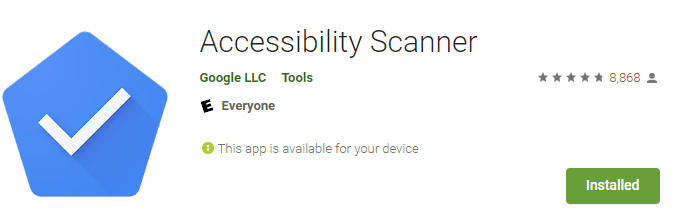 Accessibility Scanner
Google LLC Tools 8,868
E Everyone
This app is available for your device
Installed